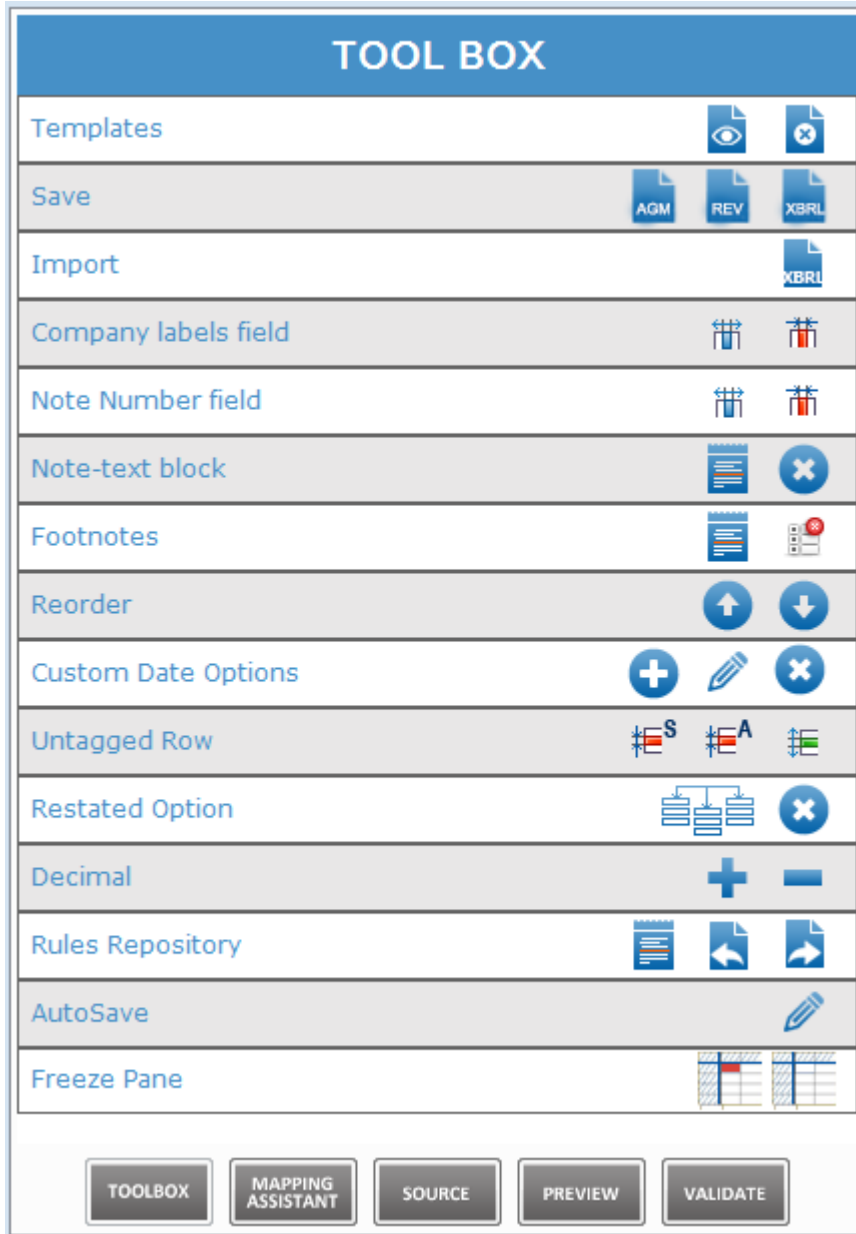 TOOL BOX
Templates
Save AGM REV XBRL
Import XBRL
Company labels field
Note Number field
Note-text block
Footnotes
Reorder
Custom Date Options
Untagged Row S A
Restated Option
Decimal
Rules Repository
AutoSave
Freeze Pane
TOOLBOX MAPPING ASSISTANT SOURCE PREVIEW VALIDATE